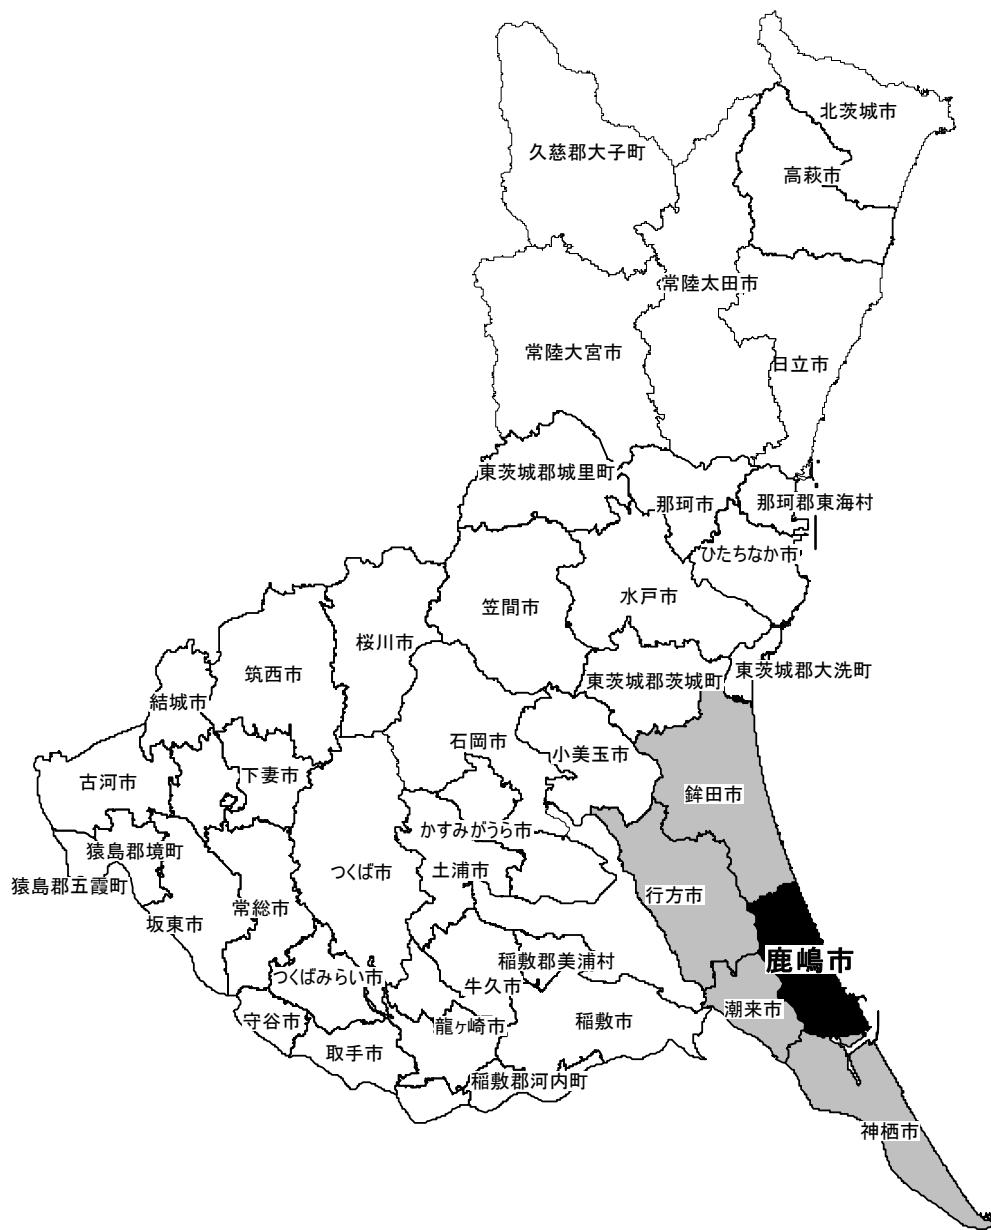 北茨城市
久慈郡大子町
高萩市
常陸太田市
常陸大宮市
日立市
東茨城郡城里町
那珂市
那珂郡東海村
ひたちなか市
笠間市
水戸市
桜川市
筑西市
東茨城郡茨城町
東茨城郡大洗町
結城市
石岡市
小美玉市
下妻市
古河市
鉾田市
かすみがうら市
猿島郡境町
つくば市
土浦市
猿島郡五霞町
行方市
常総市
坂東市
鹿嶋市
稲敷郡美浦村
つくばみらい市
牛久市
潮来市
守谷市
龍ヶ崎市
稲敷市
取手市
稲敷郡河内町
神栖市